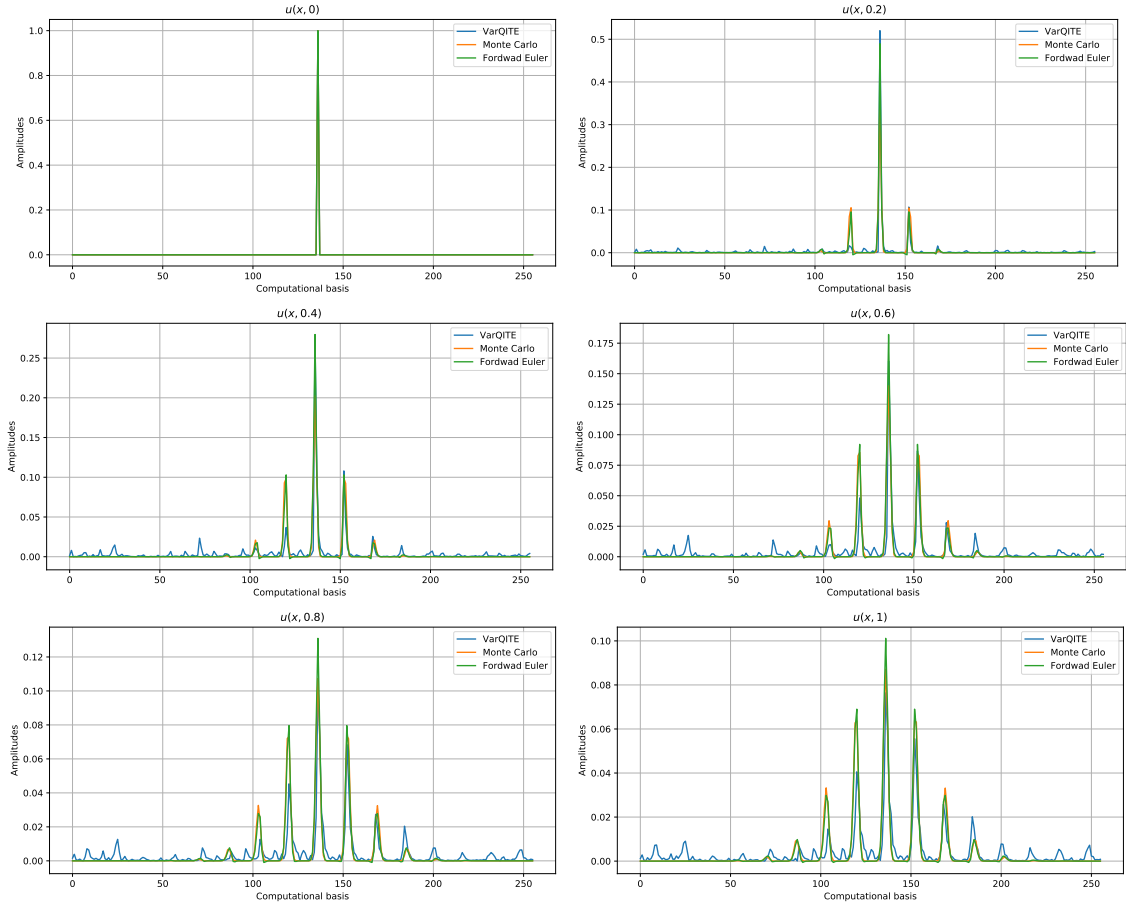 u(x, 0)
Amplitudes
1.0
0.8
0.6
0.4
0.2
0.0
0 50 100 150 200 250
Computational basis
VarQITE
Monte Carlo
Fordwad Euler
u(x, 0.2)
Amplitudes
0.5
0.4
0.3
0.2
0.1
0.0
0 50 100 150 200 250
Computational basis
VarQITE
Monte Carlo
Fordwad Euler
u(x, 0.4)
Amplitudes
0.25
0.20
0.15
0.10
0.05
0.00
0 50 100 150 200 250
Computational basis
VarQITE
Monte Carlo
Fordwad Euler
u(x, 0.6)
Amplitudes
0.175
0.150
0.125
0.100
0.075
0.050
0.025
0.000
0 50 100 150 200 250
Computational basis
VarQITE
Monte Carlo
Fordwad Euler
u(x, 0.8)
Amplitudes
0.12
0.10
0.08
0.06
0.04
0.02
0.00
0 50 100 150 200 250
Computational basis
VarQITE
Monte Carlo
Fordwad Euler
u(x, 1)
Amplitudes
0.10
0.08
0.06
0.04
0.02
0.00
0 50 100 150 200 250
Computational basis
VarQITE
Monte Carlo
Fordwad Euler